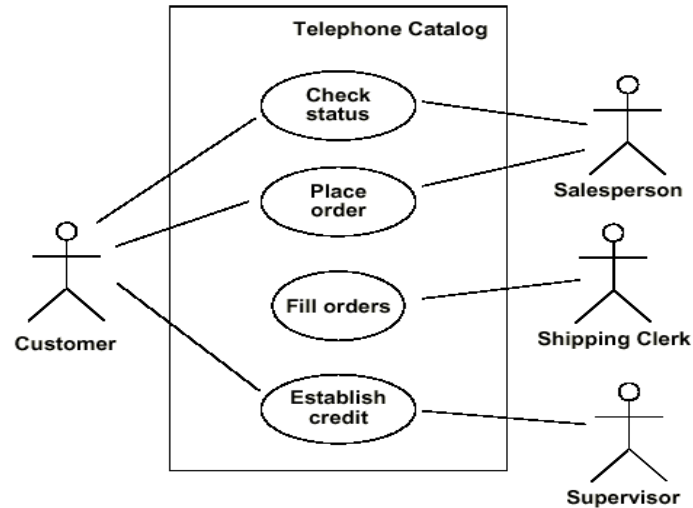 Telephone Catalog
Check
status
Place
order
Fill orders
Establish
credit
Customer
Salesperson
Shipping Clerk
Supervisor